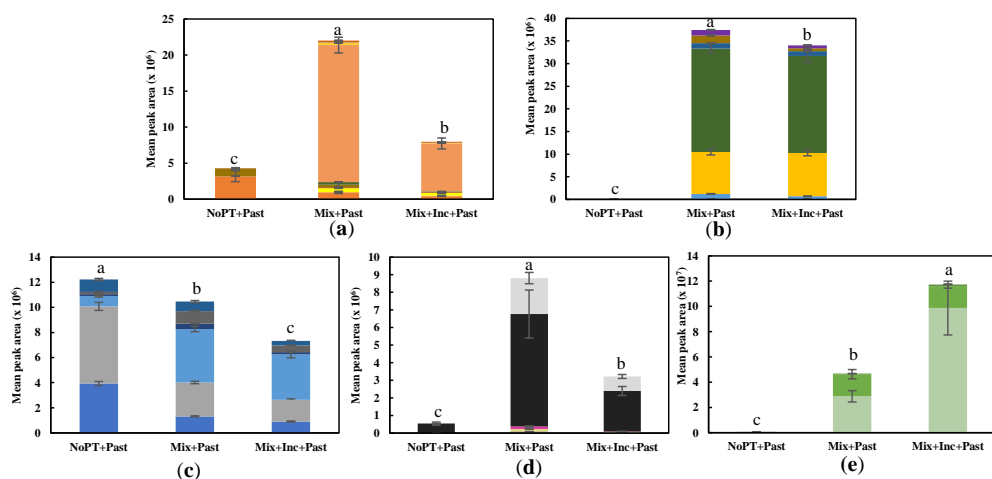 Mean peak area (x 10⁶)
25
20
15
10
5
0
c
a
b
NoPT+Past
Mix+Past
Mix+Inc+Past
(a)
Mean peak area (x 10⁶)
40
35
30
25
20
15
10
5
0
c
a
b
NoPT+Past
Mix+Past
Mix+Inc+Past
(b)
Mean peak area (x 10⁶)
14
12
10
8
6
4
2
0
a
b
c
NoPT+Past
Mix+Past
Mix+Inc+Past
(c)
Mean peak area (x 10⁶)
10
9
8
7
6
5
4
3
2
1
0
c
a
b
NoPT+Past
Mix+Past
Mix+Inc+Past
(d)
Mean peak area (x 10⁷)
14
12
10
8
6
4
2
0
c
b
a
NoPT+Past
Mix+Past
Mix+Inc+Past
(e)